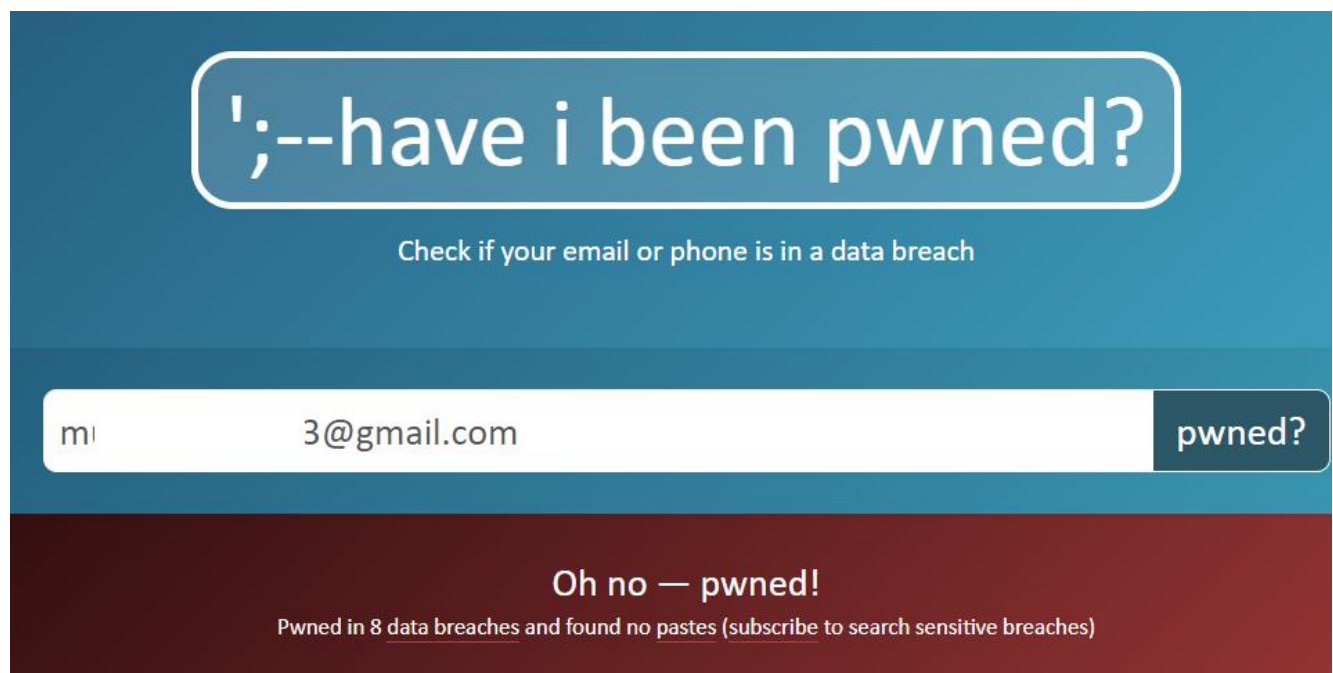 ';--have i been pwned?
Check if your email or phone is in a data breach
3@gmail.com
pwned?
Oh no — pwned!
Pwned in 8 data breaches and found no pastes (subscribe to search sensitive breaches)